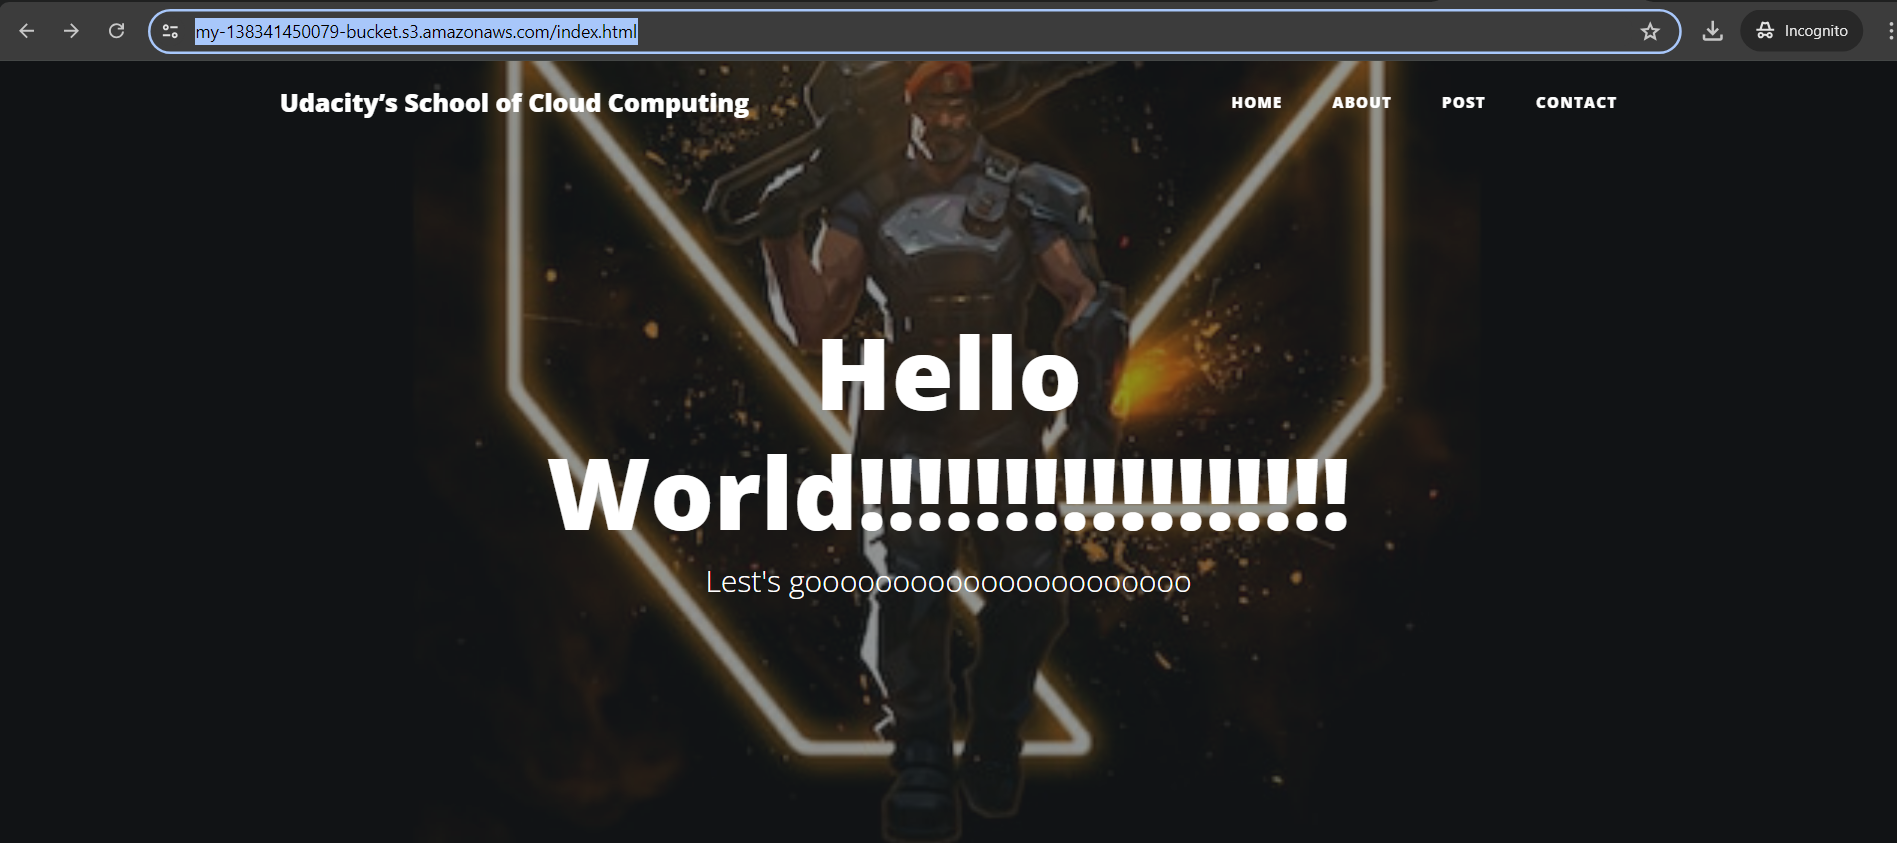 my-138341450079-bucket.s3.amazonaws.com/index.html
Incognito
Udacity’s School of Cloud Computing
HOME
ABOUT
POST
CONTACT
Hello
World!!!!!!!!!!!!!!!!!
Lest's goooooooooooooooooooooo